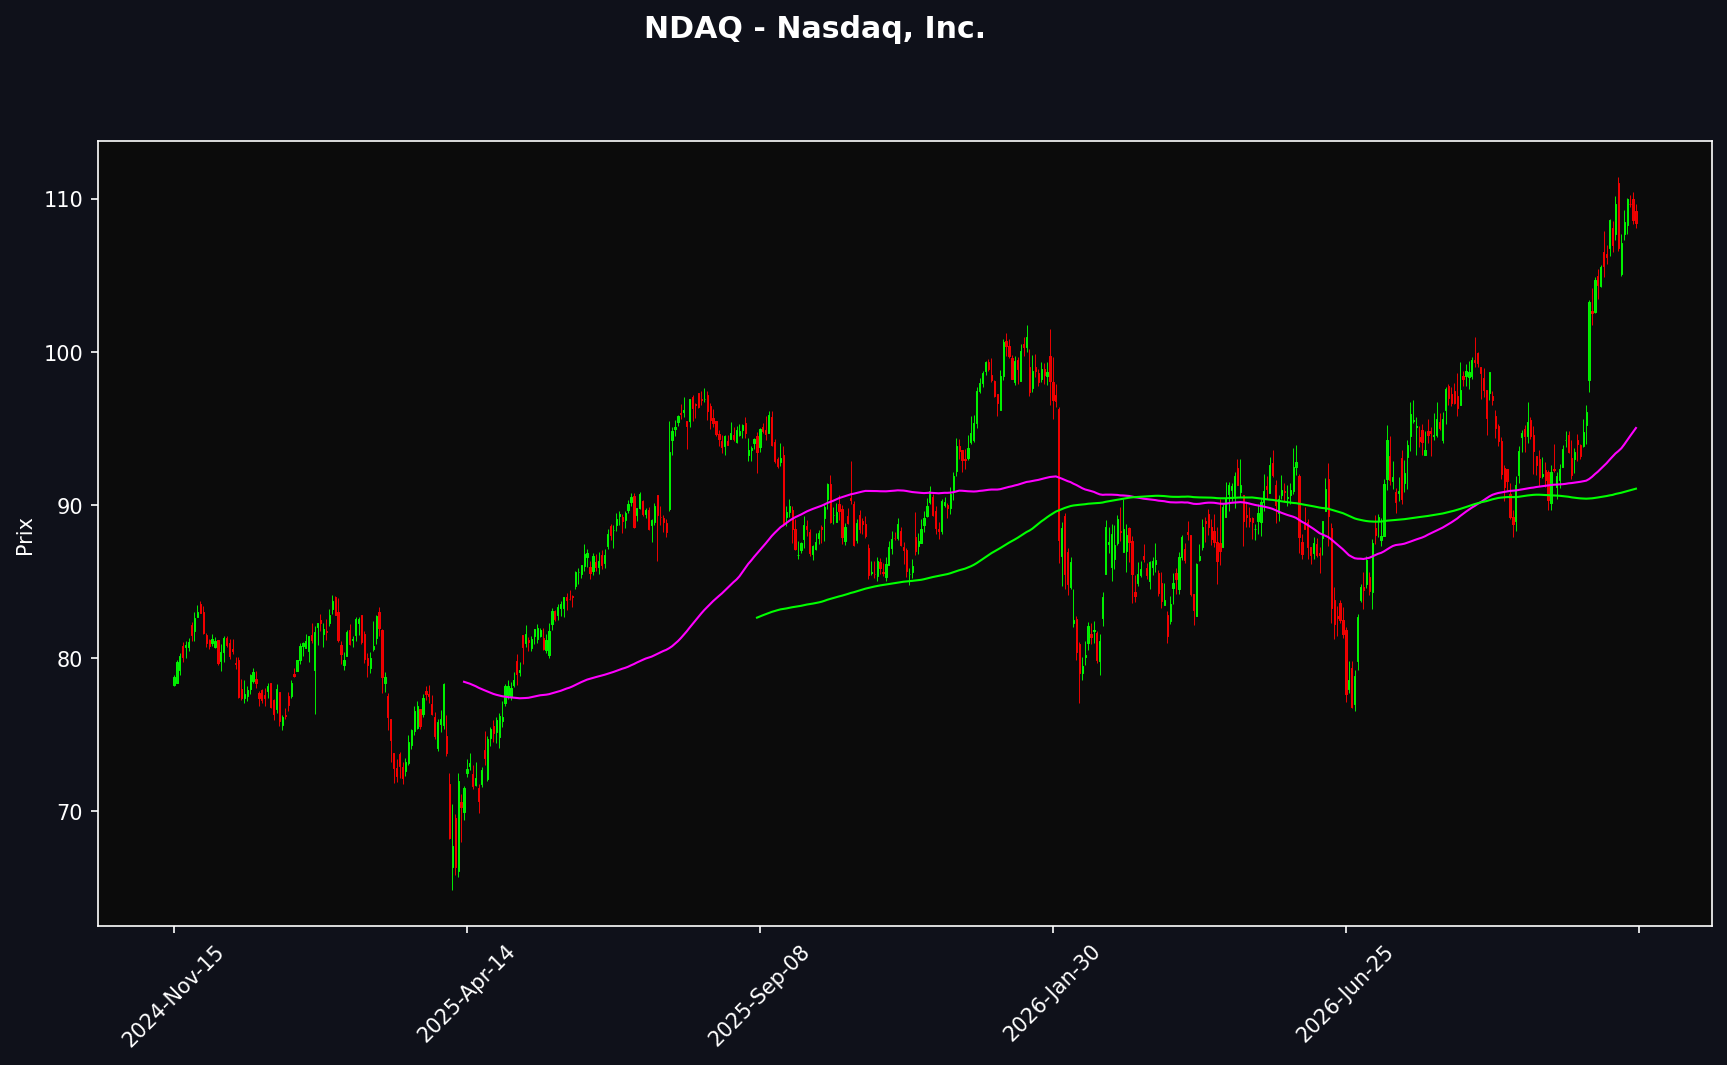 NDAQ - Nasdaq, Inc.
Prix
110
100
90
80
70
2024-Nov-15
2025-Apr-14
2025-Sep-08
2026-Jan-30
2026-Jun-25